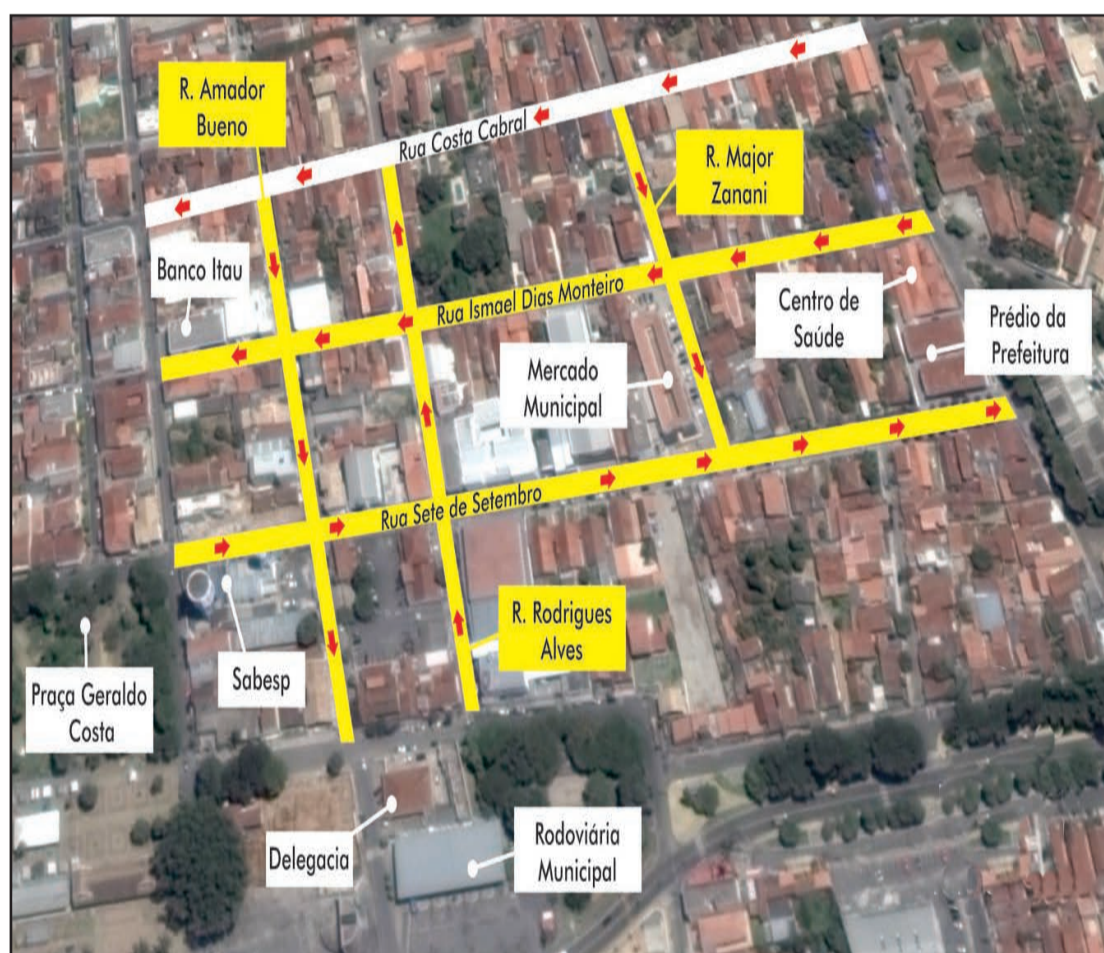 R. Amador
Bueno
Rua Costa Cabral
R. Major
Zanani
Banco Itau
Rua Ismael Dias Monteiro
Centro de
Saúde
Prédio da
Prefeitura
Mercado
Municipal
Rua Sete de Setembro
R. Rodrigues
Alves
Sabesp
Praça Geraldo
Costa
Delegacia
Rodoviária
Municipal